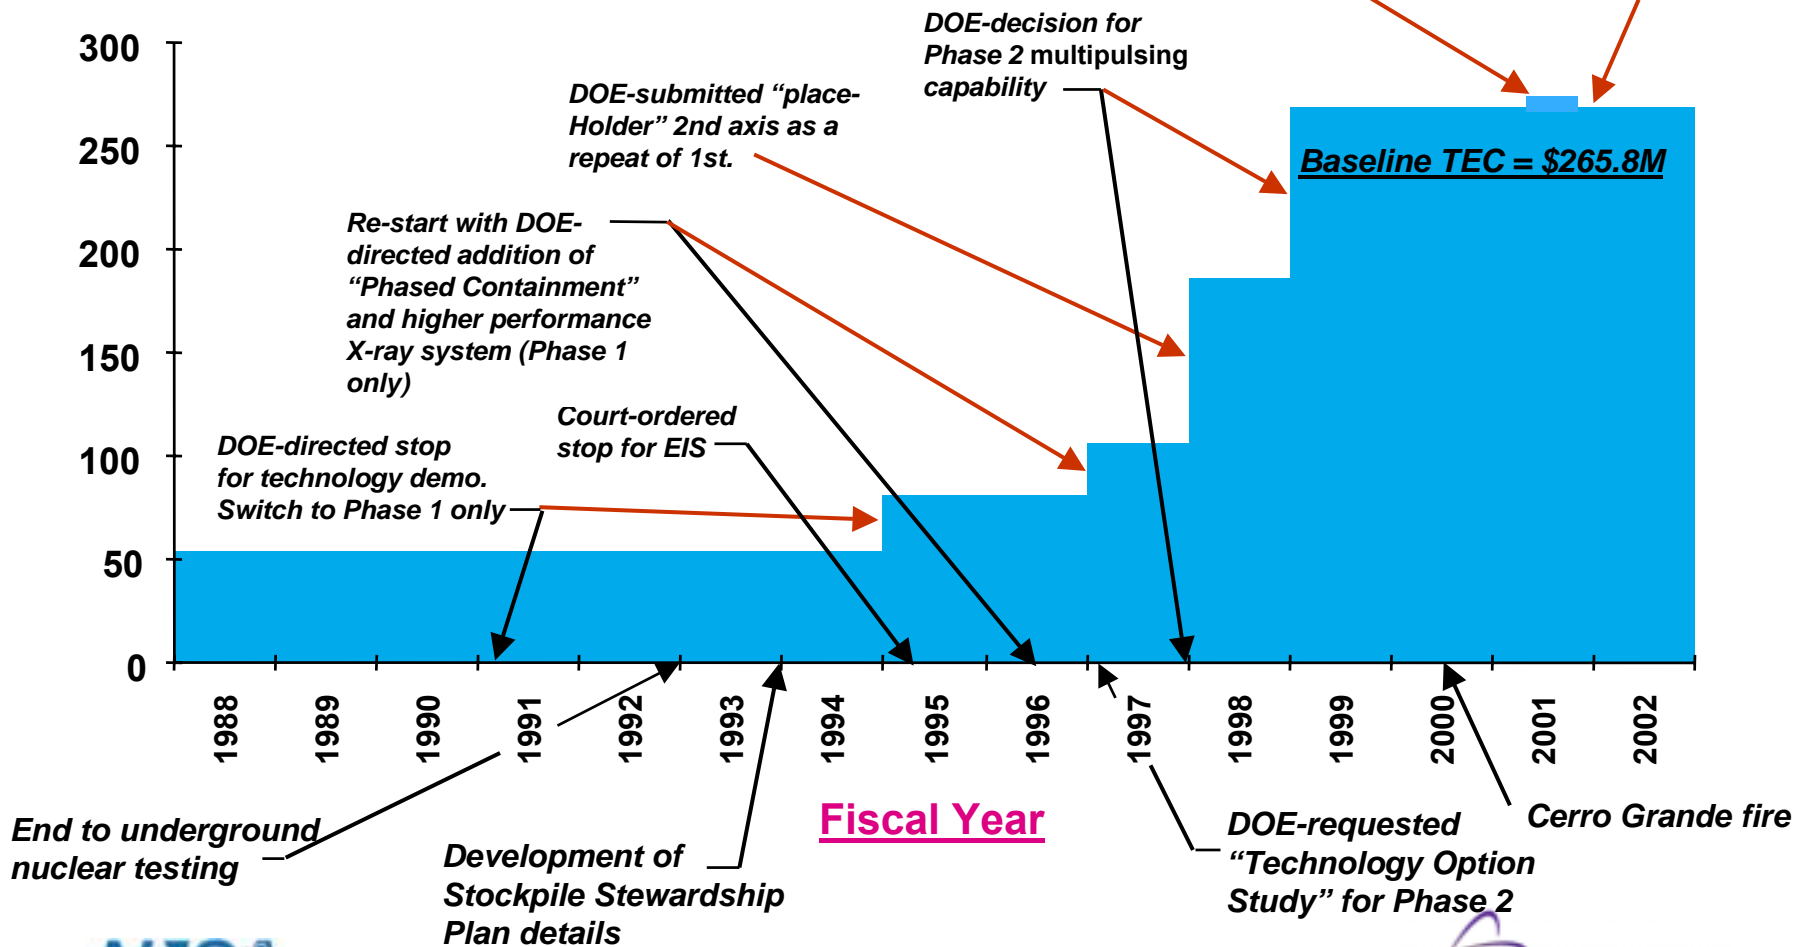 DOE-decision for
Phase 2 multipulsing
capability
300
DOE-submitted “place-
Holder” 2nd axis as a
repeat of 1st.
250
Baseline TEC = $265.8M
Re-start with DOE-
directed addition of
“Phased Containment”
and higher performance
X-ray system (Phase 1
only)
200
150
Court-ordered
stop for EIS
DOE-directed stop
for technology demo.
Switch to Phase 1 only
100
50
0
1988
1989
1990
1991
1992
1993
1994
1995
1996
1997
1998
1999
2000
2001
2002
Fiscal Year
End to underground
nuclear testing
Development of
Stockpile Stewardship
Plan details
DOE-requested
“Technology Option
Study” for Phase 2
Cerro Grande fire